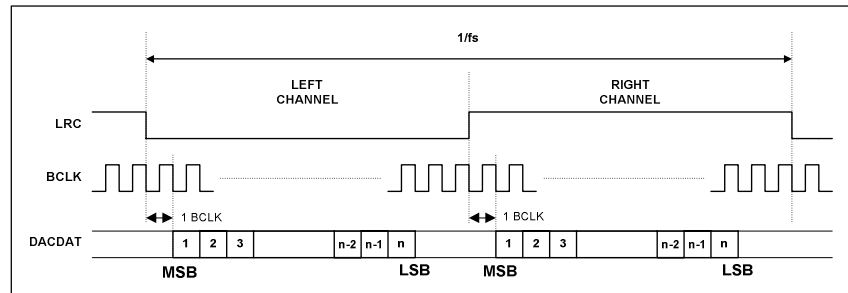 1/fs
LEFT
CHANNEL
RIGHT
CHANNEL
LRC
BCLK
1 BCLK
1 BCLK
DACDAT
1 2 3 n-2 n-1 n 1 2 3 n-2 n-1 n
MSB LSB MSB LSB